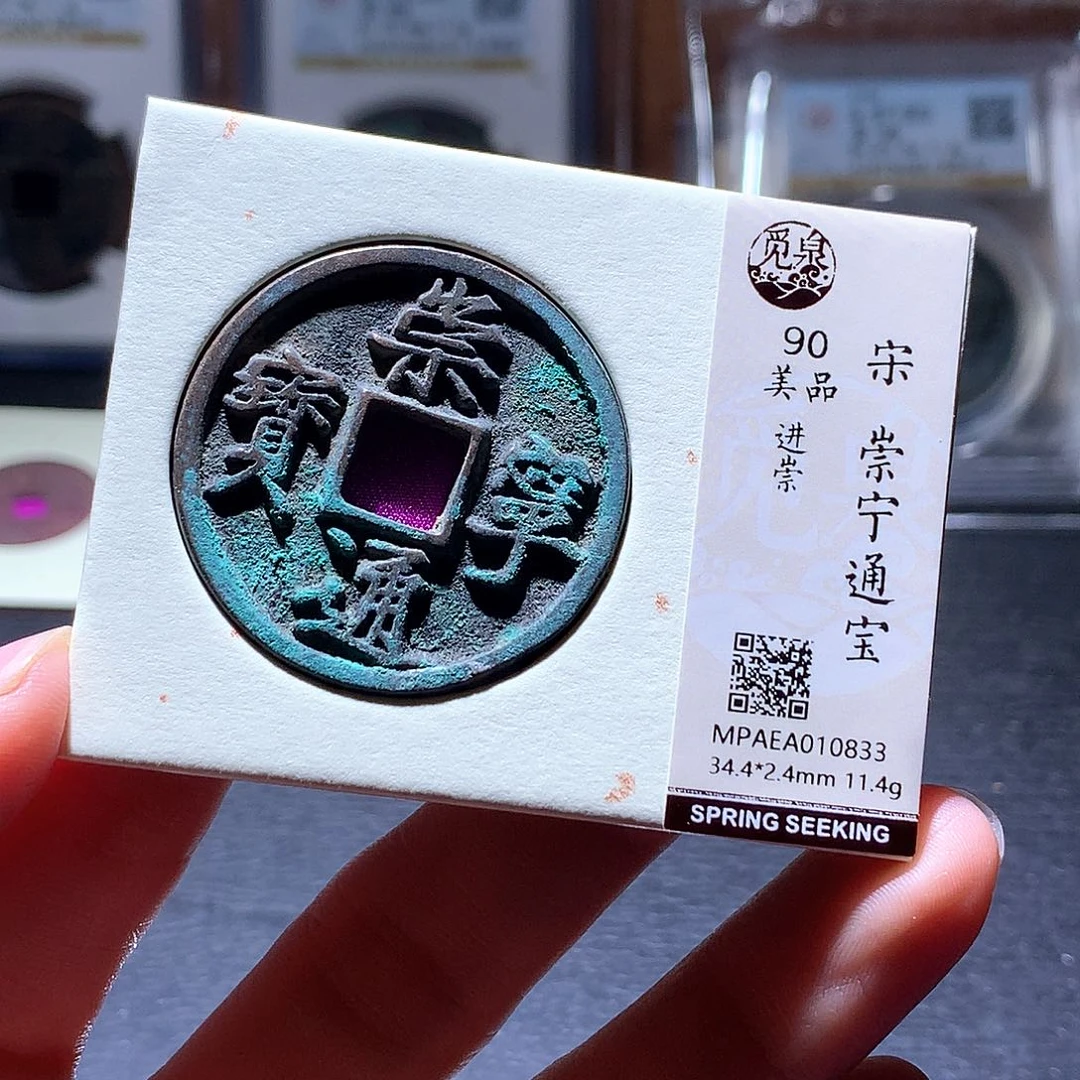 崇寧通寳
觅泉
90
美品
进崇
宋 崇宁通宝
MPAEA010833
34.4*2.4mm 11.4g
SPRING SEEKING